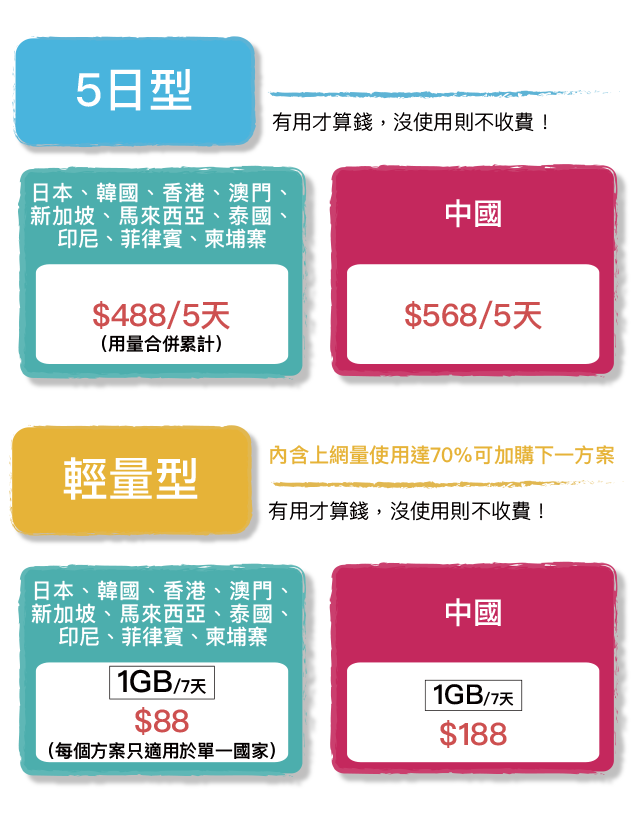 5日型
有用才算錢，沒使用則不收費！
日本、韓國、香港、澳門、
新加坡、馬來西亞、泰國、
印尼、菲律賓、柬埔寨
$488/5天
（用量合併累計）
中國
$568/5天
輕量型
內含上網量使用達70%可加購下一方案
有用才算錢，沒使用則不收費！
日本、韓國、香港、澳門、
新加坡、馬來西亞、泰國、
印尼、菲律賓、柬埔寨
1GB/7天
$88
（每個方案只適用於單一國家）
中國
1GB/7天
$188